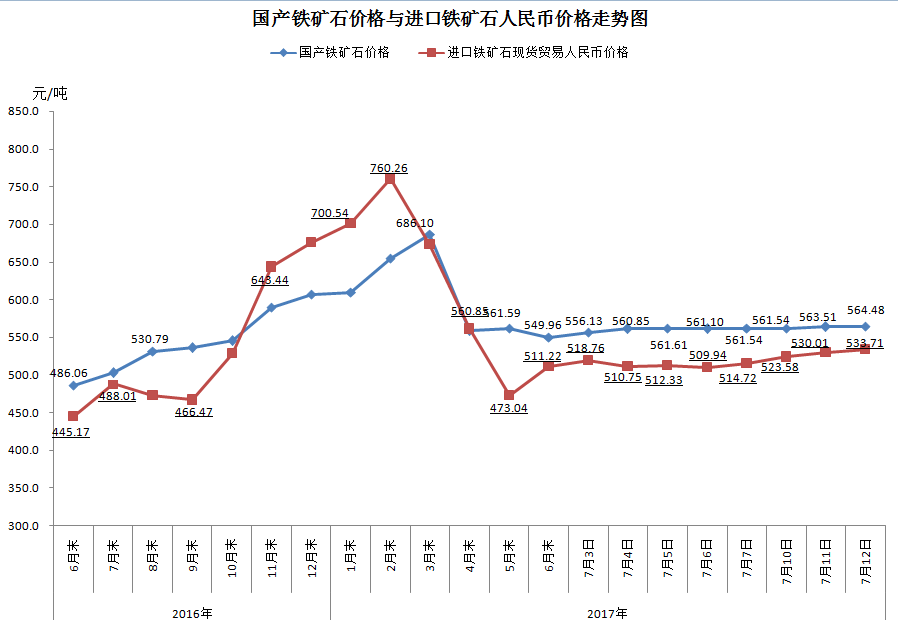 国产铁矿石价格与进口铁矿石人民币价格走势图
国产铁矿石价格
进口铁矿石现货贸易人民币价格
元/吨
850.0
800.0
750.0
700.0
650.0
600.0
550.0
500.0
450.0
400.0
350.0
300.0
486.06
530.79
686.10
561.59
549.96
556.13
560.85
561.61
561.10
561.54
561.54
563.51
564.48
445.17
488.01
466.47
643.44
700.54
760.26
560.85
473.04
511.22
518.76
510.75
512.33
509.94
514.72
523.58
530.01
533.71
6月末
7月末
8月末
9月末
10月末
11月末
12月末
1月末
2月末
3月末
4月末
5月末
6月末
7月3日
7月4日
7月5日
7月6日
7月7日
7月10日
7月11日
7月12日
2016年
2017年